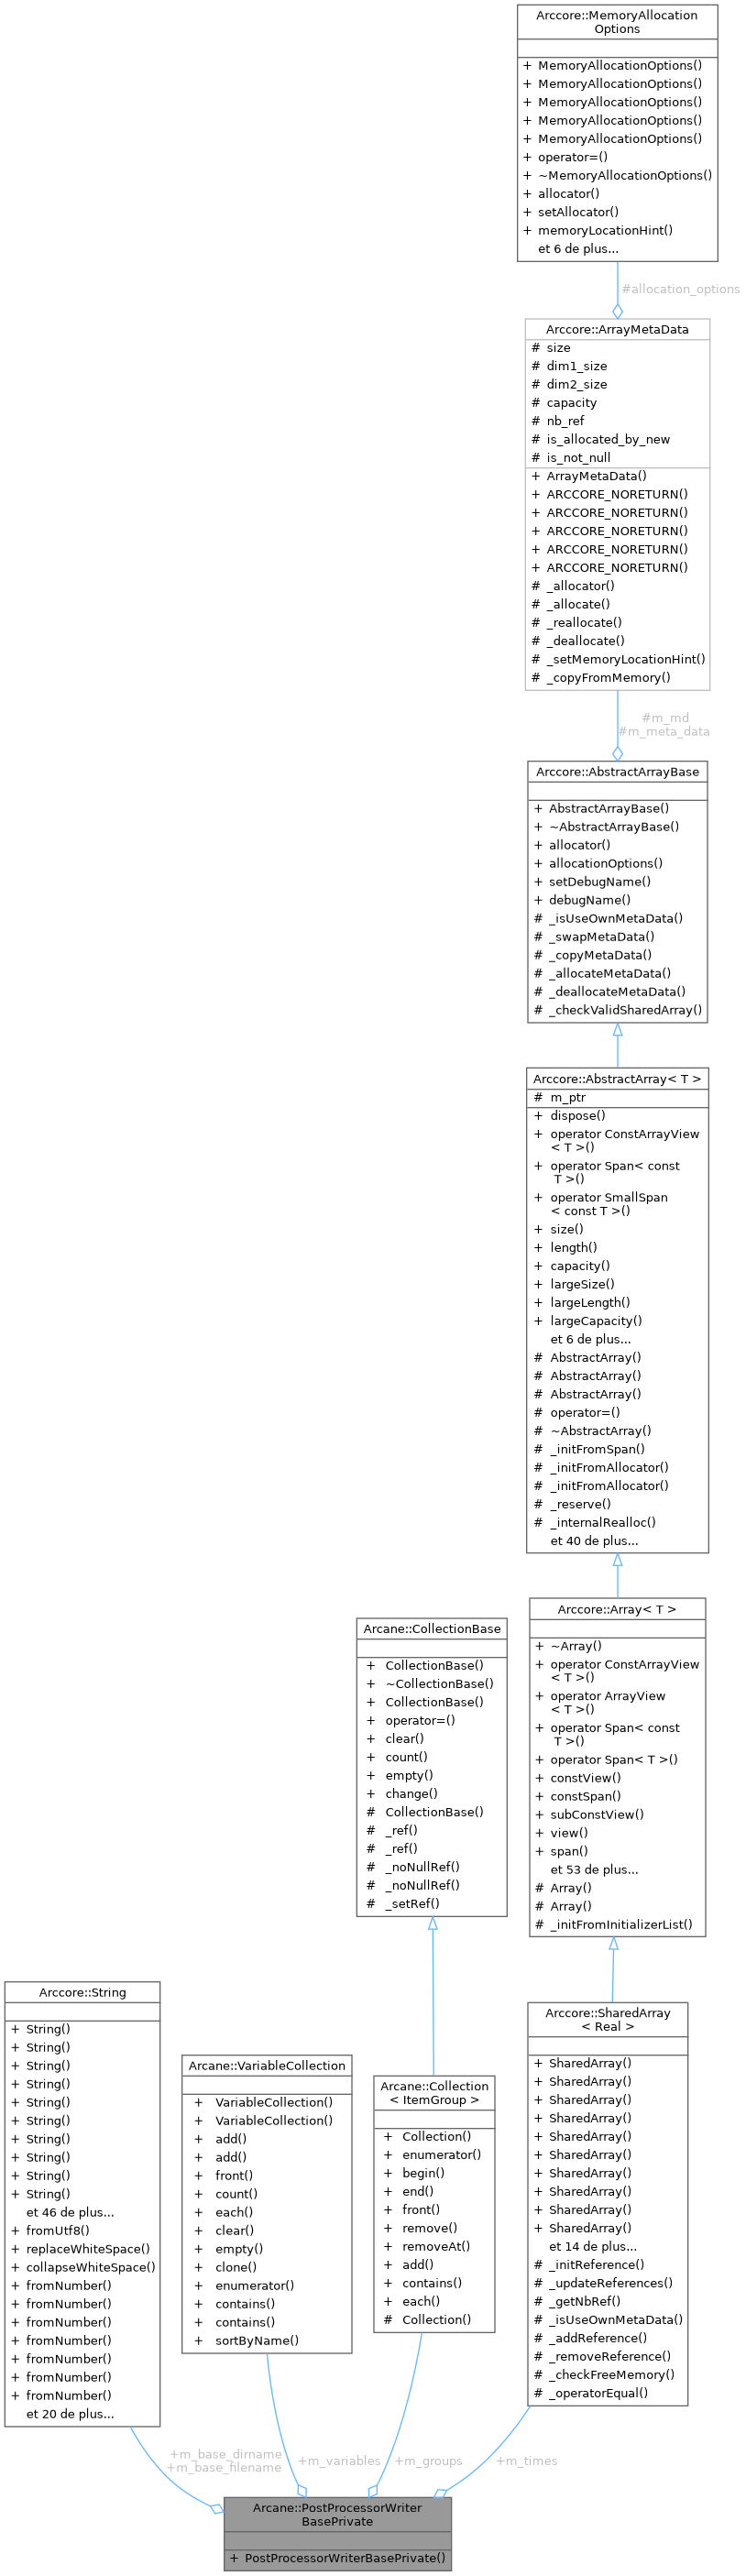 Arccore::MemoryAllocation
Options
+ MemoryAllocationOptions()
+ MemoryAllocationOptions()
+ MemoryAllocationOptions()
+ MemoryAllocationOptions()
+ MemoryAllocationOptions()
+ operator=()
+ ~MemoryAllocationOptions()
+ allocator()
+ setAllocator()
+ memoryLocationHint()
et 6 de plus...
#allocation_options
Arccore::ArrayMetaData
# size
# dim1_size
# dim2_size
# capacity
# nb_ref
# is_allocated_by_new
# is_not_null
+ ArrayMetaData()
+ ARCCORE_NORETURN()
+ ARCCORE_NORETURN()
+ ARCCORE_NORETURN()
+ ARCCORE_NORETURN()
+ ARCCORE_NORETURN()
# _allocator()
# _allocate()
# _reallocate()
# _deallocate()
# _setMemoryLocationHint()
# _copyFromMemory()
#m_md
#m_meta_data
Arccore::AbstractArrayBase
+ AbstractArrayBase()
+ ~AbstractArrayBase()
+ allocator()
+ allocationOptions()
+ setDebugName()
+ debugName()
# _isUseOwnMetaData()
# _swapMetaData()
# _copyMetaData()
# _allocateMetaData()
# _deallocateMetaData()
# _checkValidSharedArray()
Arccore::AbstractArray< T >
# m_ptr
+ dispose()
+ operator ConstArrayView
< T >()
+ operator Span< const
T >()
+ operator SmallSpan
< const T >()
+ size()
+ length()
+ capacity()
+ largeSize()
+ largeLength()
+ largeCapacity()
et 6 de plus...
# AbstractArray()
# AbstractArray()
# AbstractArray()
# operator=()
# ~AbstractArray()
# _initFromSpan()
# _initFromAllocator()
# _initFromAllocator()
# _reserve()
# _internalRealloc()
et 40 de plus...
Arccore::Array< T >
+ ~Array()
+ operator ConstArrayView
< T >()
+ operator ArrayView
< T >()
+ operator Span< const
T >()
+ operator Span< T >()
+ constView()
+ constSpan()
+ subConstView()
+ view()
+ span()
et 53 de plus...
# Array()
# Array()
# _initFromInitializerList()
Arcane::CollectionBase
+ CollectionBase()
+ ~CollectionBase()
+ CollectionBase()
+ operator=()
+ clear()
+ count()
+ empty()
+ change()
# CollectionBase()
# _ref()
# _ref()
# _noNullRef()
# _noNullRef()
# _setRef()
Arccore::String
+ String()
+ String()
+ String()
+ String()
+ String()
+ String()
+ String()
+ String()
+ String()
+ String()
et 46 de plus...
+ fromUtf8()
+ replaceWhiteSpace()
+ collapseWhiteSpace()
+ fromNumber()
+ fromNumber()
+ fromNumber()
+ fromNumber()
+ fromNumber()
+ fromNumber()
+ fromNumber()
et 20 de plus...
Arcane::VariableCollection
+ VariableCollection()
+ VariableCollection()
+ add()
+ add()
+ front()
+ count()
+ each()
+ clear()
+ empty()
+ clone()
+ enumerator()
+ contains()
+ contains()
+ sortByName()
Arcane::Collection
< ItemGroup >
+ Collection()
+ enumerator()
+ begin()
+ end()
+ front()
+ remove()
+ removeAt()
+ add()
+ contains()
+ each()
# Collection()
Arccore::SharedArray
< Real >
+ SharedArray()
+ SharedArray()
+ SharedArray()
+ SharedArray()
+ SharedArray()
+ SharedArray()
+ SharedArray()
+ SharedArray()
+ SharedArray()
+ SharedArray()
et 14 de plus...
# _initReference()
# _updateReferences()
# _getNbRef()
# _isUseOwnMetaData()
# _addReference()
# _removeReference()
# _checkFreeMemory()
# _operatorEqual()
+m_base_dirname
+m_base_filename
+m_variables
+m_groups
+m_times
Arcane::PostProcessorWriter
BasePrivate
+ PostProcessorWriterBasePrivate()